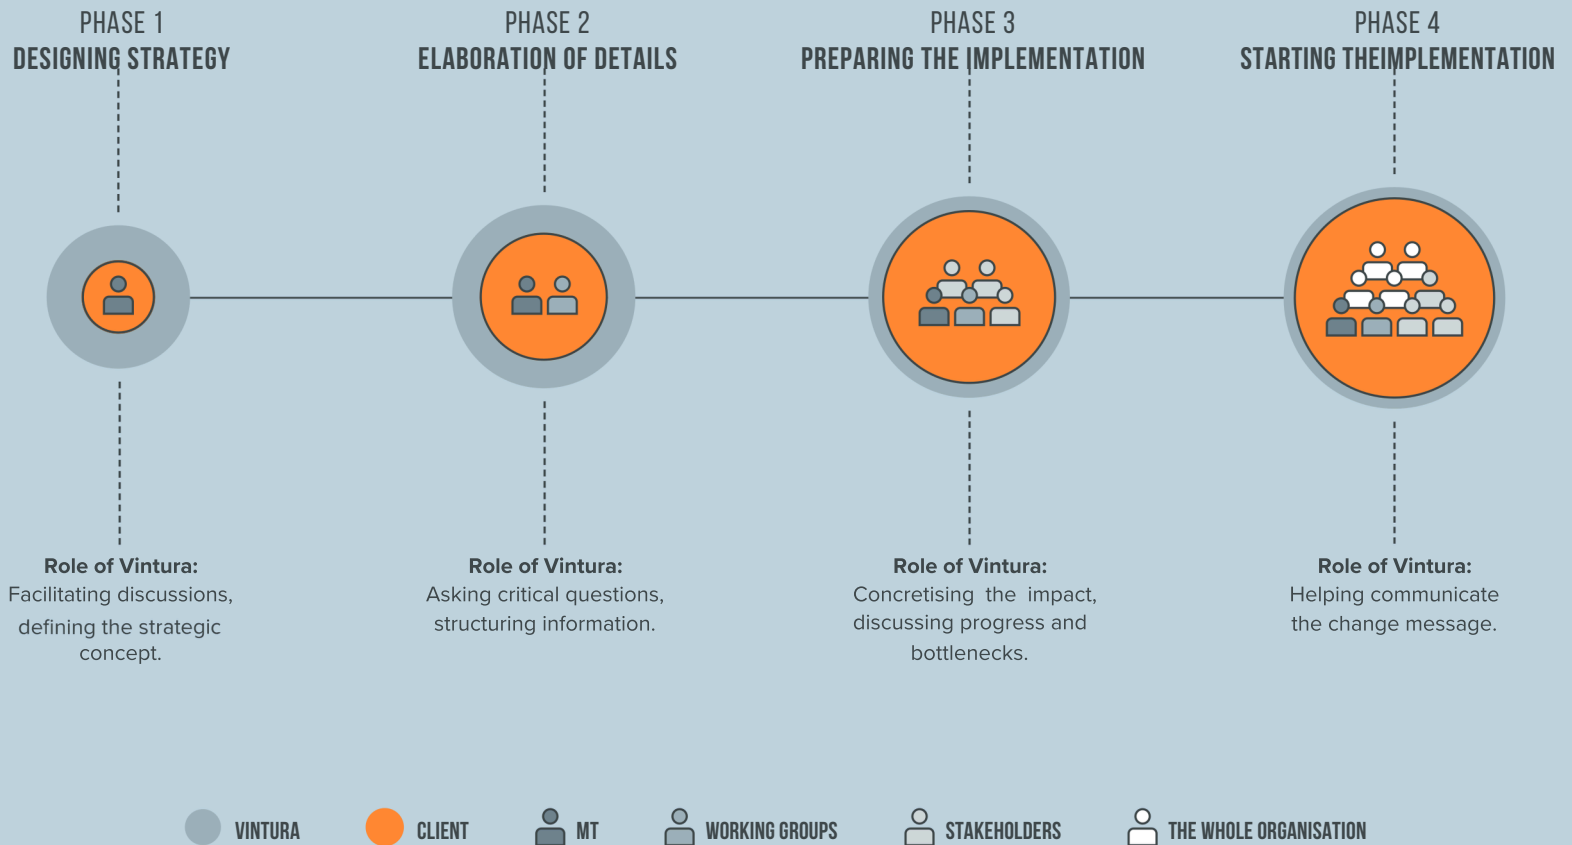 PHASE 1
DESIGNING STRATEGY
PHASE 2
ELABORATION OF DETAILS
PHASE 3
PREPARING THE IMPLEMENTATION
PHASE 4
STARTING THEIMPLEMENTATION
Role of Vintura:
Facilitating discussions,
defining the strategic
concept.
Role of Vintura:
Asking critical questions,
structuring information.
Role of Vintura:
Concretising the impact,
discussing progress and
bottlenecks.
Role of Vintura:
Helping communicate
the change message.
VINTURA
CLIENT
MT
WORKING GROUPS
STAKEHOLDERS
THE WHOLE ORGANISATION